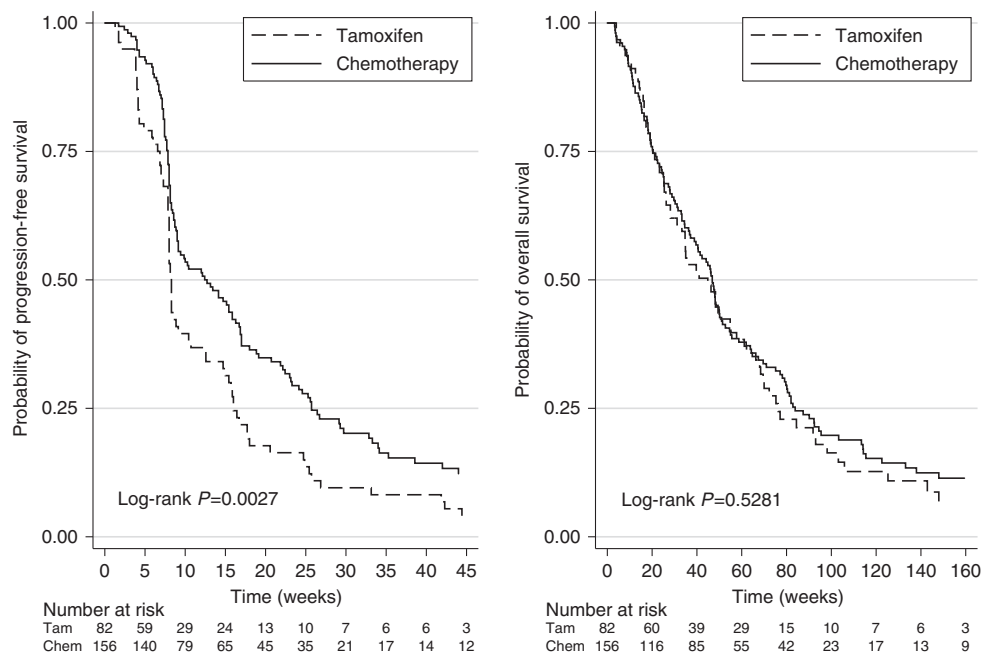 Probability of progression-free survival
1.00
0.75
0.50
0.25
0.00
Tamoxifen
Chemotherapy
Log-rank P=0.0027
0 5 10 15 20 25 30 35 40 45
Time (weeks)
Number at risk
Tam 82 59 29 24 13 10 7 6 6 3
Chem 156 140 79 65 45 35 21 17 14 12
Probability of overall survival
1.00
0.75
0.50
0.25
0.00
Tamoxifen
Chemotherapy
Log-rank P=0.5281
0 20 40 60 80 100 120 140 160
Time (weeks)
Number at risk
Tam 82 60 39 29 15 10 7 6 3
Chem 156 116 85 55 42 23 17 13 9